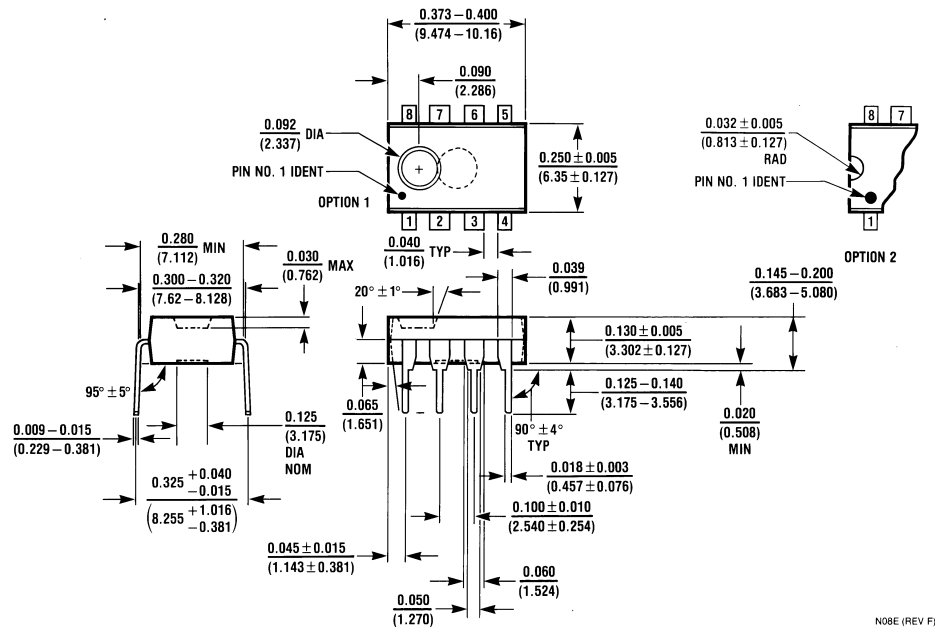 0.373 – 0.400
(9.474 – 10.16)
0.090
(2.286)
8 7 6 5
0.092 DIA
(2.337)
PIN NO. 1 IDENT
OPTION 1
1 2 3 4
0.250 ± 0.005
(6.35 ± 0.127)
0.032 ± 0.005
(0.813 ± 0.127)
RAD
PIN NO. 1 IDENT
8 7
1
OPTION 2
0.280 MIN
(7.112)
0.030 MAX
(0.762)
0.300 – 0.320
(7.62 – 8.128)
0.040 TYP
(1.016)
0.039
(0.991)
0.145 – 0.200
(3.683 – 5.080)
20° ± 1°
0.130 ± 0.005
(3.302 ± 0.127)
95° ± 5°
0.009 – 0.015
(0.229 – 0.381)
0.125
(3.175)
DIA
NOM
0.065
(1.651)
0.125 – 0.140
(3.175 – 3.556)
0.020
(0.508)
MIN
90° ± 4°
TYP
0.018 ± 0.003
(0.457 ± 0.076)
0.325 +0.040
–0.015
(8.255 +1.016
–0.381)
0.100 ± 0.010
(2.540 ± 0.254)
0.045 ± 0.015
(1.143 ± 0.381)
0.060
(1.524)
0.050
(1.270)
N08E (REV F)